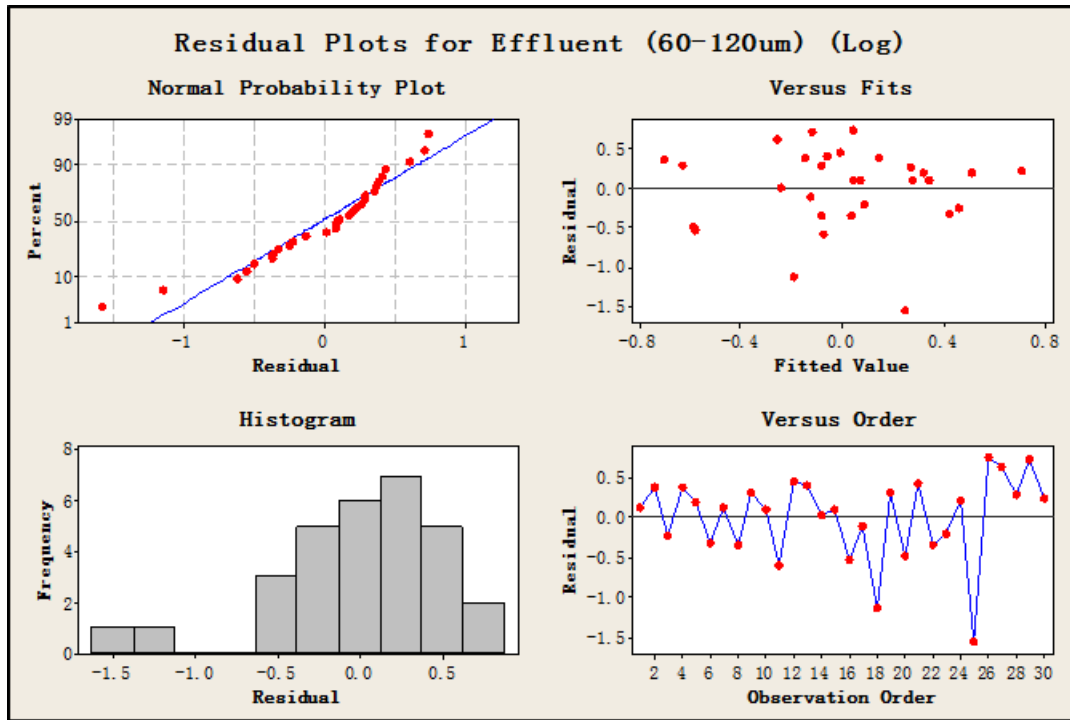 Residual Plots for Effluent (60-120um) (Log)
Normal Probability Plot
99
90
50
10
1
Percent
-1 0 1
Residual
Versus Fits
0.5
0.0
-0.5
-1.0
-1.5
Residual
-0.8 -0.4 0.0 0.4 0.8
Fitted Value
Histogram
8
6
4
2
0
Frequency
-1.5 -1.0 -0.5 0.0 0.5
Residual
Versus Order
0.5
0.0
-0.5
-1.0
-1.5
Residual
2 4 6 8 10 12 14 16 18 20 22 24 26 28 30
Observation Order